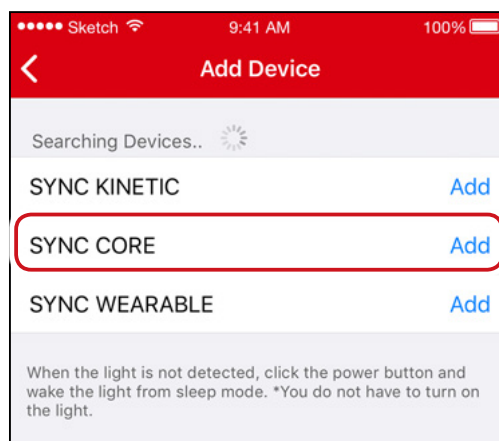 Sketch 9:41 AM 100%
Add Device
Searching Devices..
SYNC KINETIC Add
SYNC CORE Add
SYNC WEARABLE Add
When the light is not detected, click the power button and
wake the light from sleep mode. *You do not have to turn on
the light.